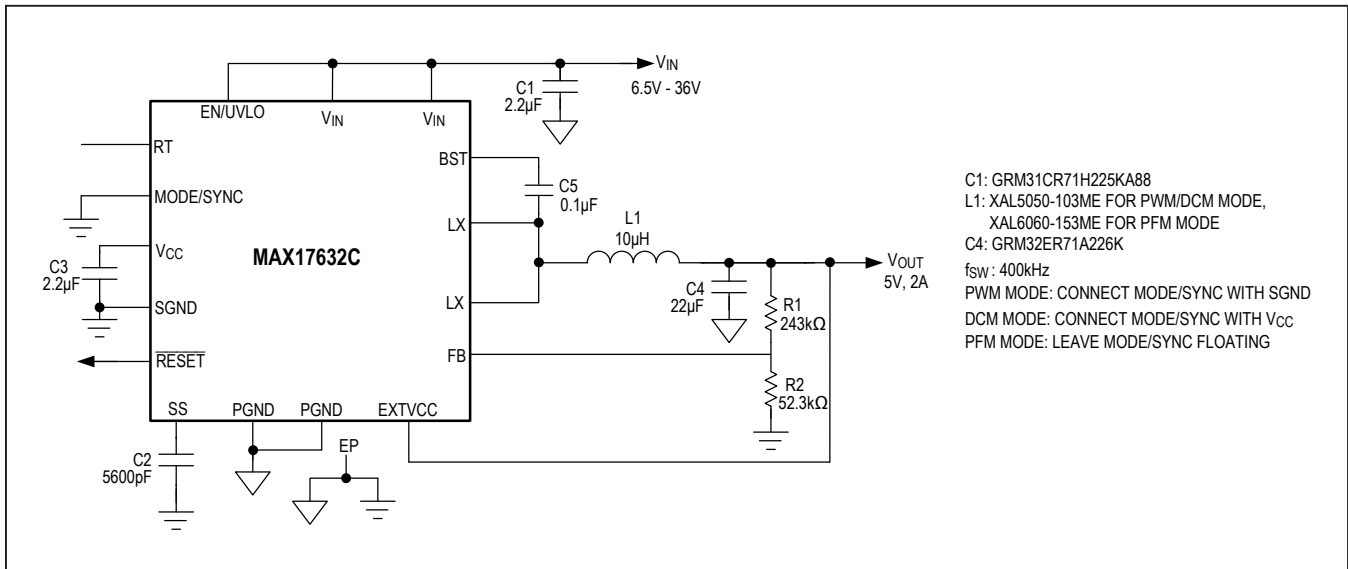 VIN
6.5V - 36V
C1
2.2µF
EN/UVLO
VIN
VIN
RT
BST
MODE/SYNC
C5
0.1µF
LX
L1
10µH
VCC
MAX17632C
C3
2.2µF
VOUT
5V, 2A
C4
22µF
R1
243kΩ
SGND
LX
RESET
FB
R2
52.3kΩ
SS
PGND
PGND
EXTVCC
EP
C2
5600pF
C1: GRM31CR71H225KA88
L1: XAL5050-103ME FOR PWM/DCM MODE,
XAL6060-153ME FOR PFM MODE
C4: GRM32ER71A226K
fSW : 400kHz
PWM MODE: CONNECT MODE/SYNC WITH SGND
DCM MODE: CONNECT MODE/SYNC WITH VCC
PFM MODE: LEAVE MODE/SYNC FLOATING